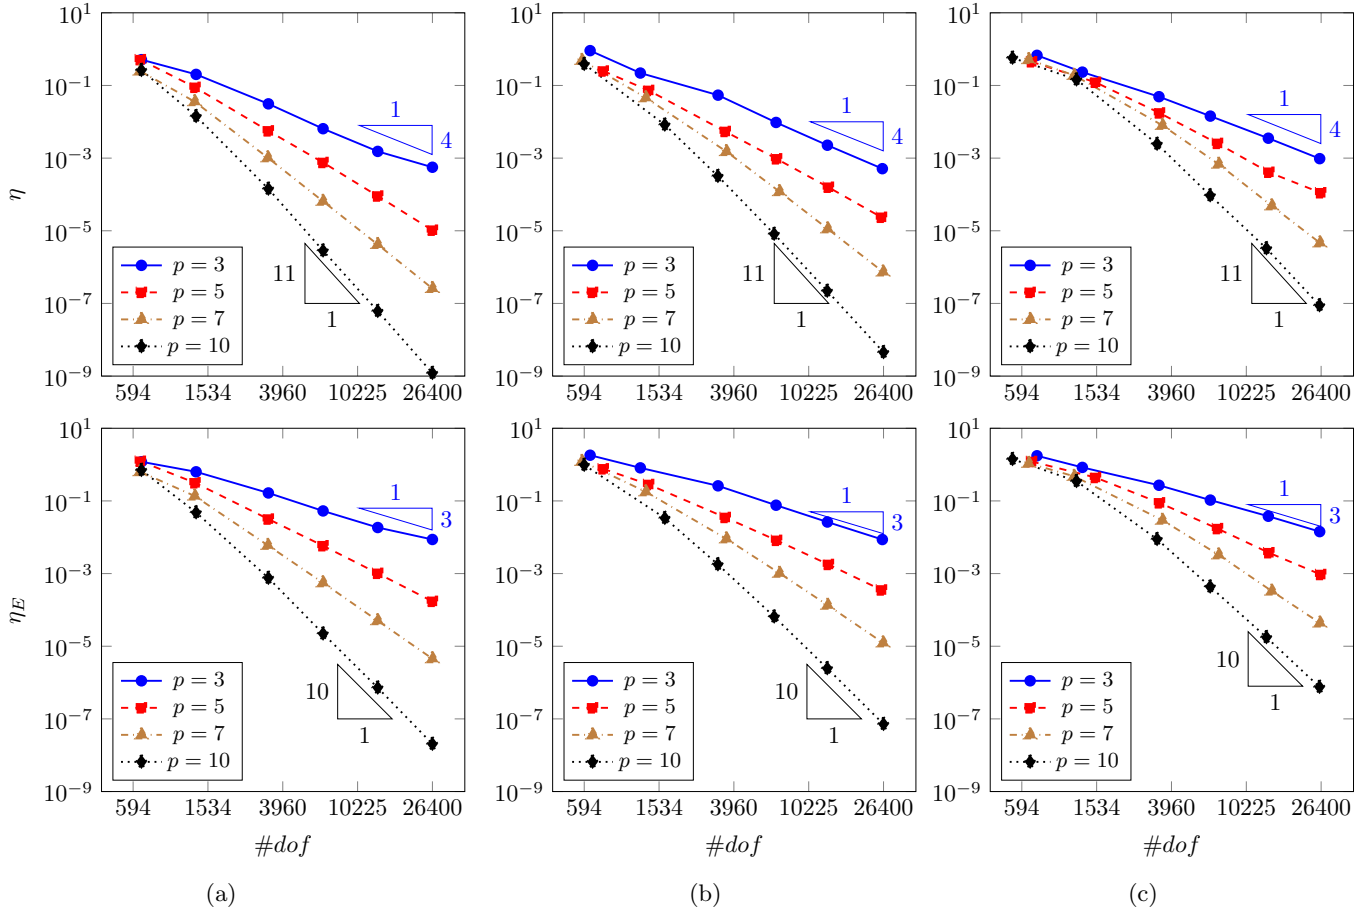 10^1
10^−1
10^−3
10^−5
10^−7
10^−9
η
594 1534 3960 10225 26400
1
4
11
1
p = 3
p = 5
p = 7
p = 10
10^1
10^−1
10^−3
10^−5
10^−7
10^−9
594 1534 3960 10225 26400
1
4
11
1
p = 3
p = 5
p = 7
p = 10
10^1
10^−1
10^−3
10^−5
10^−7
10^−9
594 1534 3960 10225 26400
1
4
11
1
p = 3
p = 5
p = 7
p = 10
10^1
10^−1
10^−3
10^−5
10^−7
10^−9
η_E
594 1534 3960 10225 26400
1
3
10
1
p = 3
p = 5
p = 7
p = 10
#dof
(a)
10^1
10^−1
10^−3
10^−5
10^−7
10^−9
594 1534 3960 10225 26400
1
3
10
1
p = 3
p = 5
p = 7
p = 10
#dof
(b)
10^1
10^−1
10^−3
10^−5
10^−7
10^−9
594 1534 3960 10225 26400
1
3
10
1
p = 3
p = 5
p = 7
p = 10
#dof
(c)